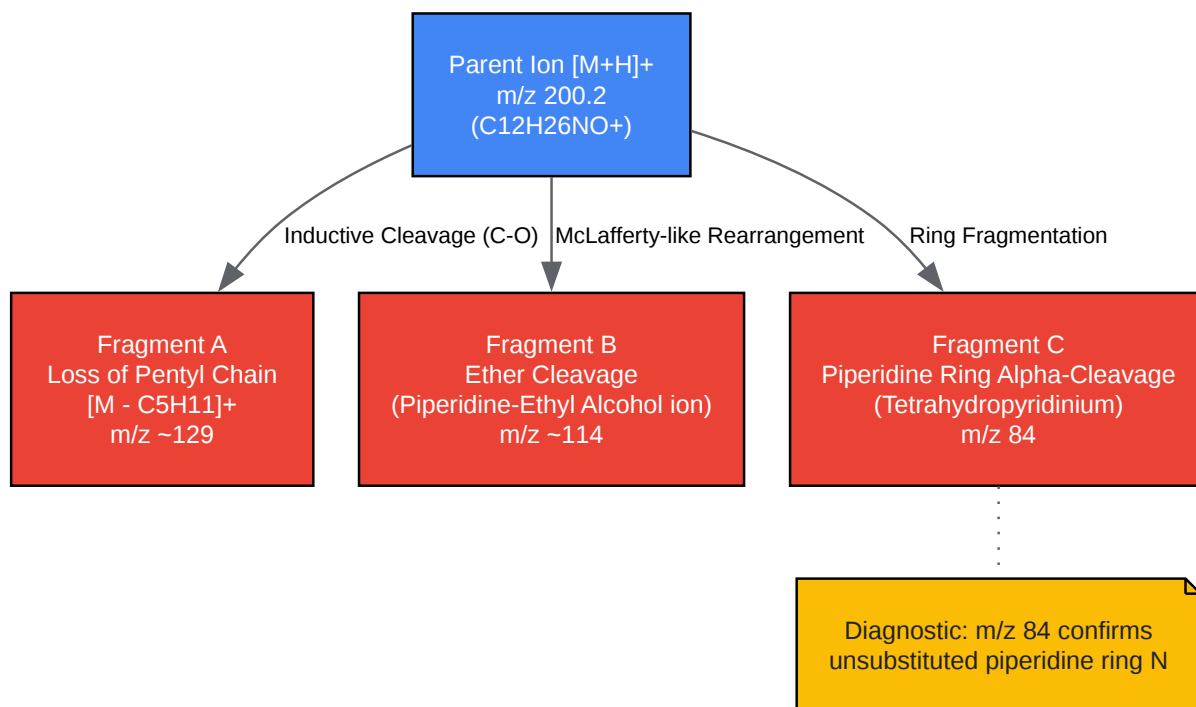 Parent Ion [M+H]+
m/z 200.2
(C12H26NO+)
Inductive Cleavage (C-O)
McLafferty-like Rearrangement
Ring Fragmentation
Fragment A
Loss of Pentyl Chain
[M - C5H11]+
m/z ~129
Fragment B
Ether Cleavage
(Piperidine-Ethyl Alcohol ion)
m/z ~114
Fragment C
Piperidine Ring Alpha-Cleavage
(Tetrahydropyridinium)
m/z 84
Diagnostic: m/z 84 confirms
unsubstituted piperidine ring N